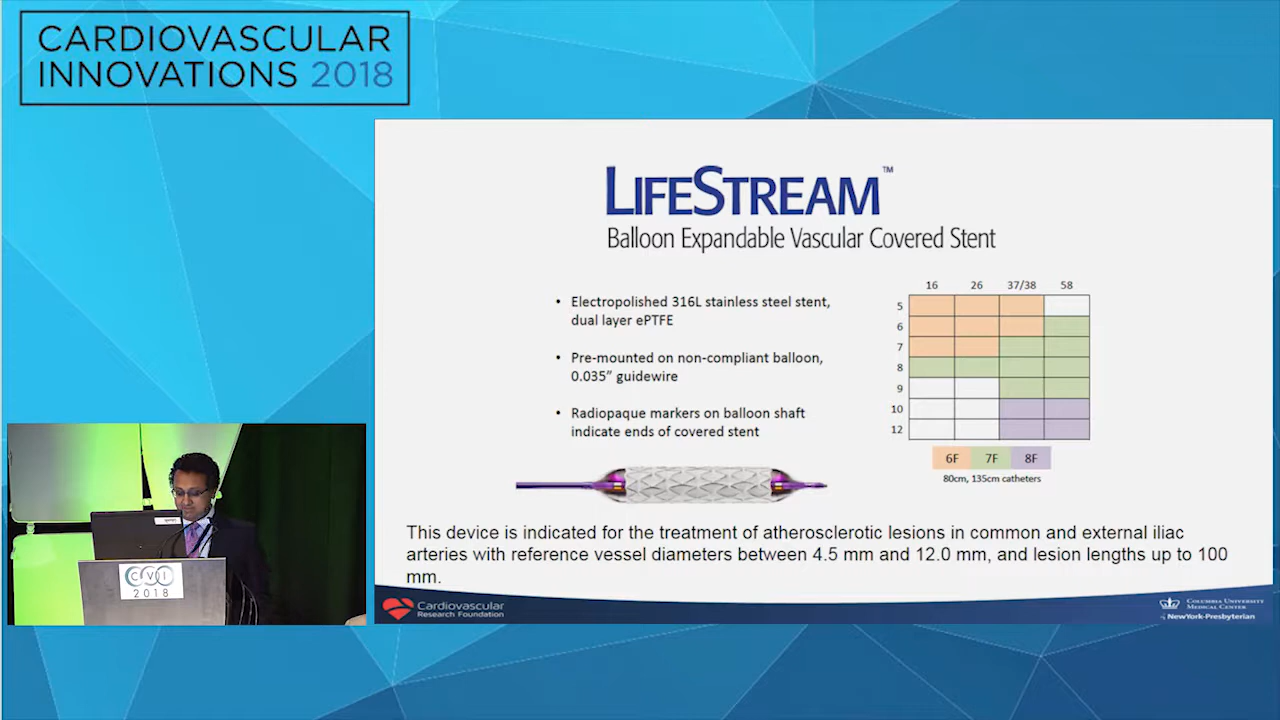 CARDIOVASCULAR
INNOVATIONS 2018
LIFESTREAM™
Balloon Expandable Vascular Covered Stent
• Electropolished 316L stainless steel stent,
dual layer ePTFE
• Pre-mounted on non-compliant balloon,
0.035” guidewire
• Radiopaque markers on balloon shaft
indicate ends of covered stent
16 26 37/38 58
5
6
7
8
9
10
12
6F 7F 8F
80cm, 135cm catheters
This device is indicated for the treatment of atherosclerotic lesions in common and external iliac
arteries with reference vessel diameters between 4.5 mm and 12.0 mm, and lesion lengths up to 100
mm.
Cardiovascular
Research Foundation
COLUMBIA UNIVERSITY
MEDICAL CENTER
NewYork-Presbyterian
CVI
2018